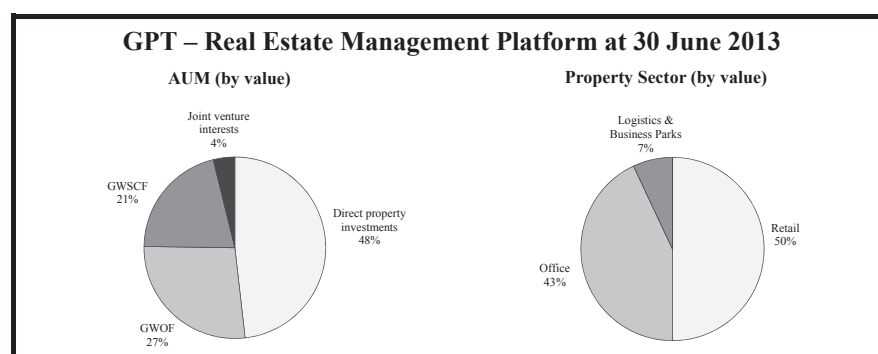 GPT – Real Estate Management Platform at 30 June 2013
AUM (by value)
Joint venture
interests
4%
GWSCF
21%
Direct property
investments
48%
GWOF
27%
Property Sector (by value)
Logistics &
Business Parks
7%
Retail
50%
Office
43%